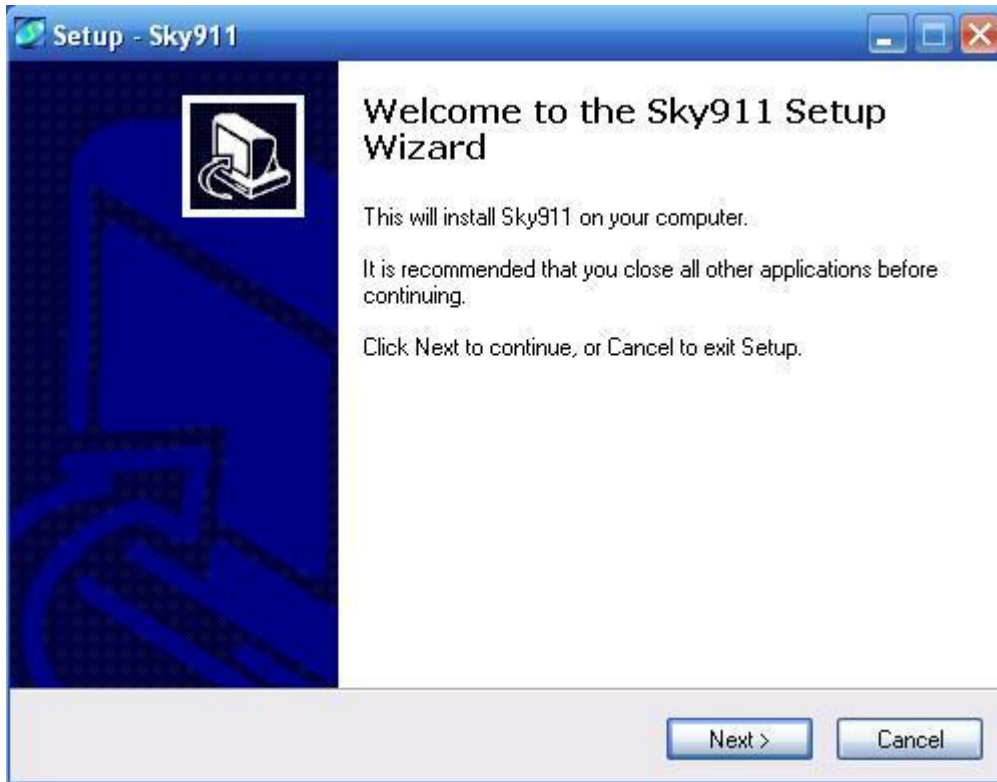 Setup - Sky911
Welcome to the Sky911 Setup
Wizard
This will install Sky911 on your computer.
It is recommended that you close all other applications before
continuing.
Click Next to continue, or Cancel to exit Setup.
Next >
Cancel